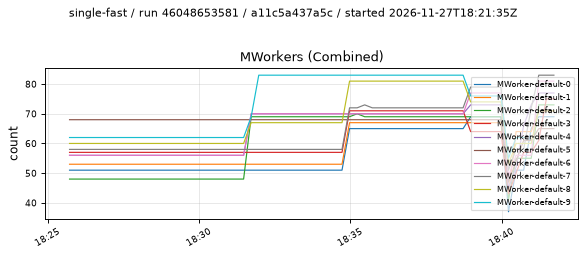 single-fast / run 46048653581 / a11c5a437a5c / started 2026-11-27T18:21:35Z
MWorkers (Combined)
count
80
70
60
50
40
18:25
18:30
18:35
18:40
MWorker-default-0
MWorker-default-1
MWorker-default-2
MWorker-default-3
MWorker-default-4
MWorker-default-5
MWorker-default-6
MWorker-default-7
MWorker-default-8
MWorker-default-9